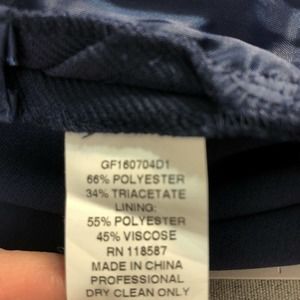 GF160704D1
66% POLYESTER
34% TRIACETATE
LINING:
55% POLYESTER
45% VISCOSE
RN 118587
MADE IN CHINA
PROFESSIONAL
DRY CLEAN ONLY